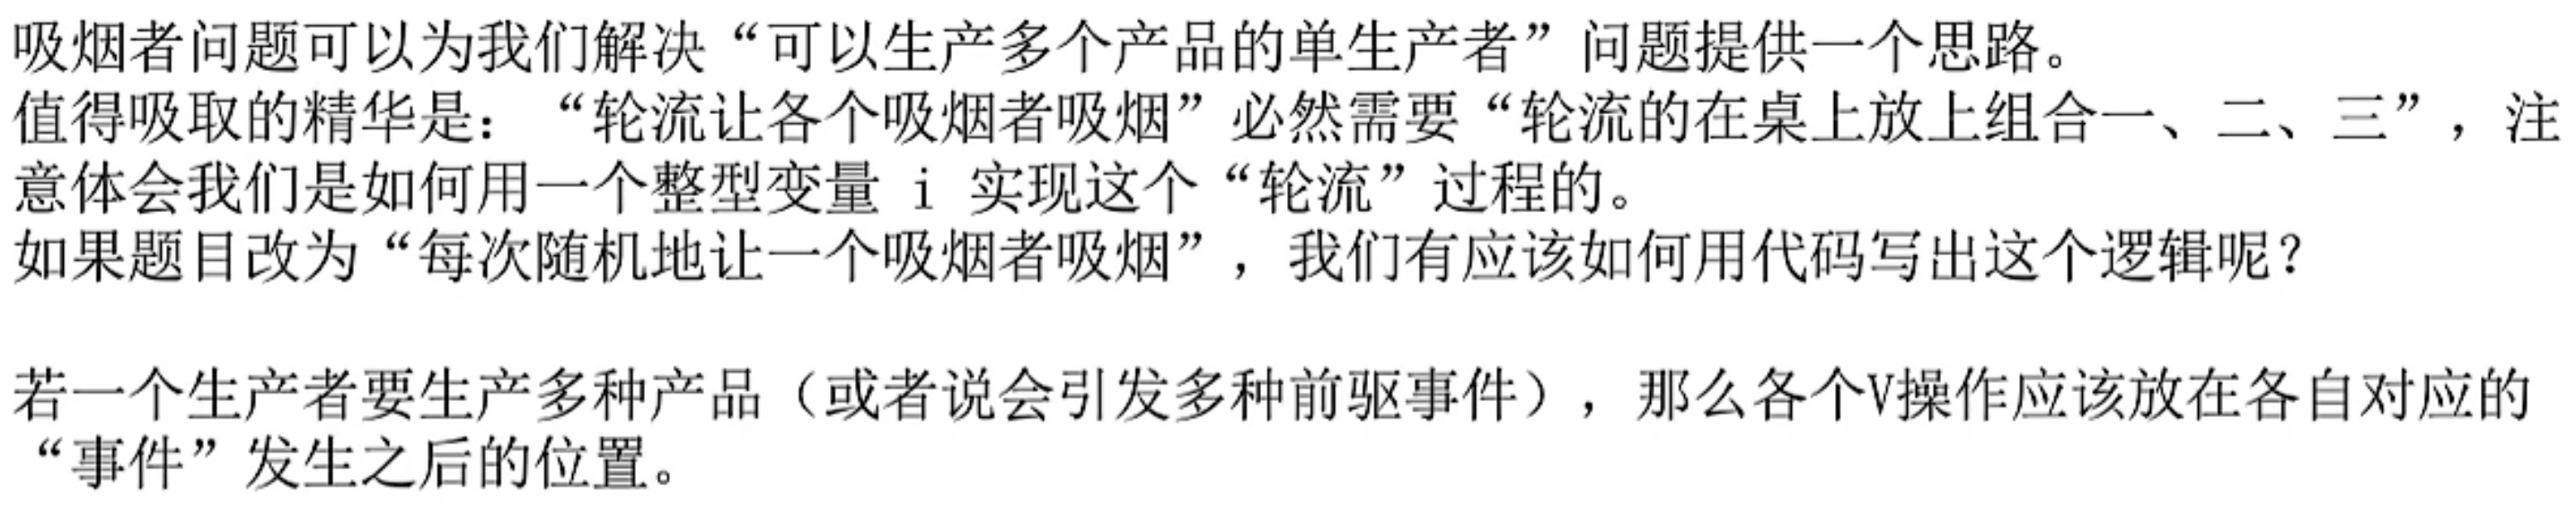 吸烟者问题可以为我们解决“可以生产多个产品的单生产者”问题提供一个思路。
值得吸取的精华是：“轮流让各个吸烟者吸烟”必然需要“轮流的在桌上放上组合一、二、三”，注
意体会我们是如何用一个整型变量 i 实现这个“轮流”过程的。
如果题目改为“每次随机地让一个吸烟者吸烟”，我们有应该如何用代码写出这个逻辑呢？
若一个生产者要生产多种产品（或者说会引发多种前驱事件），那么各个V操作应该放在各自对应的
“事件”发生之后的位置。